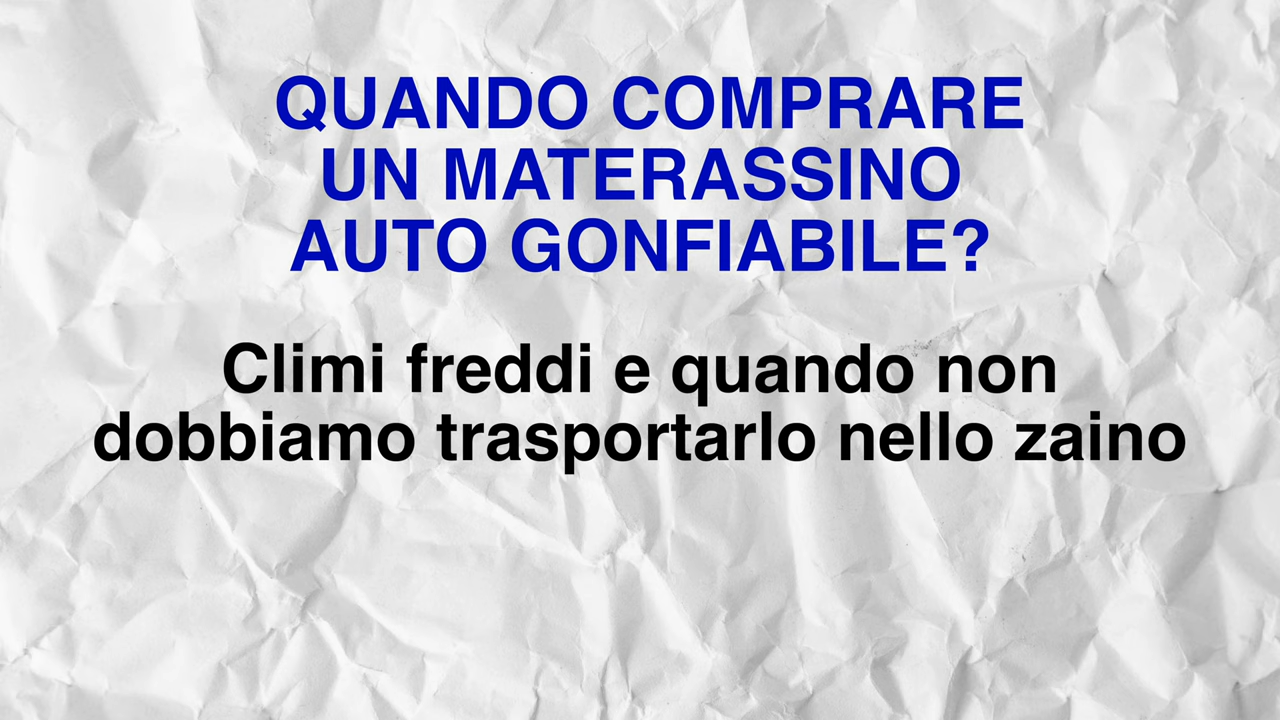 QUANDO COMPRARE
UN MATERASSINO
AUTO GONFIABILE?
Climi freddi e quando non
dobbiamo trasportarlo nello zaino